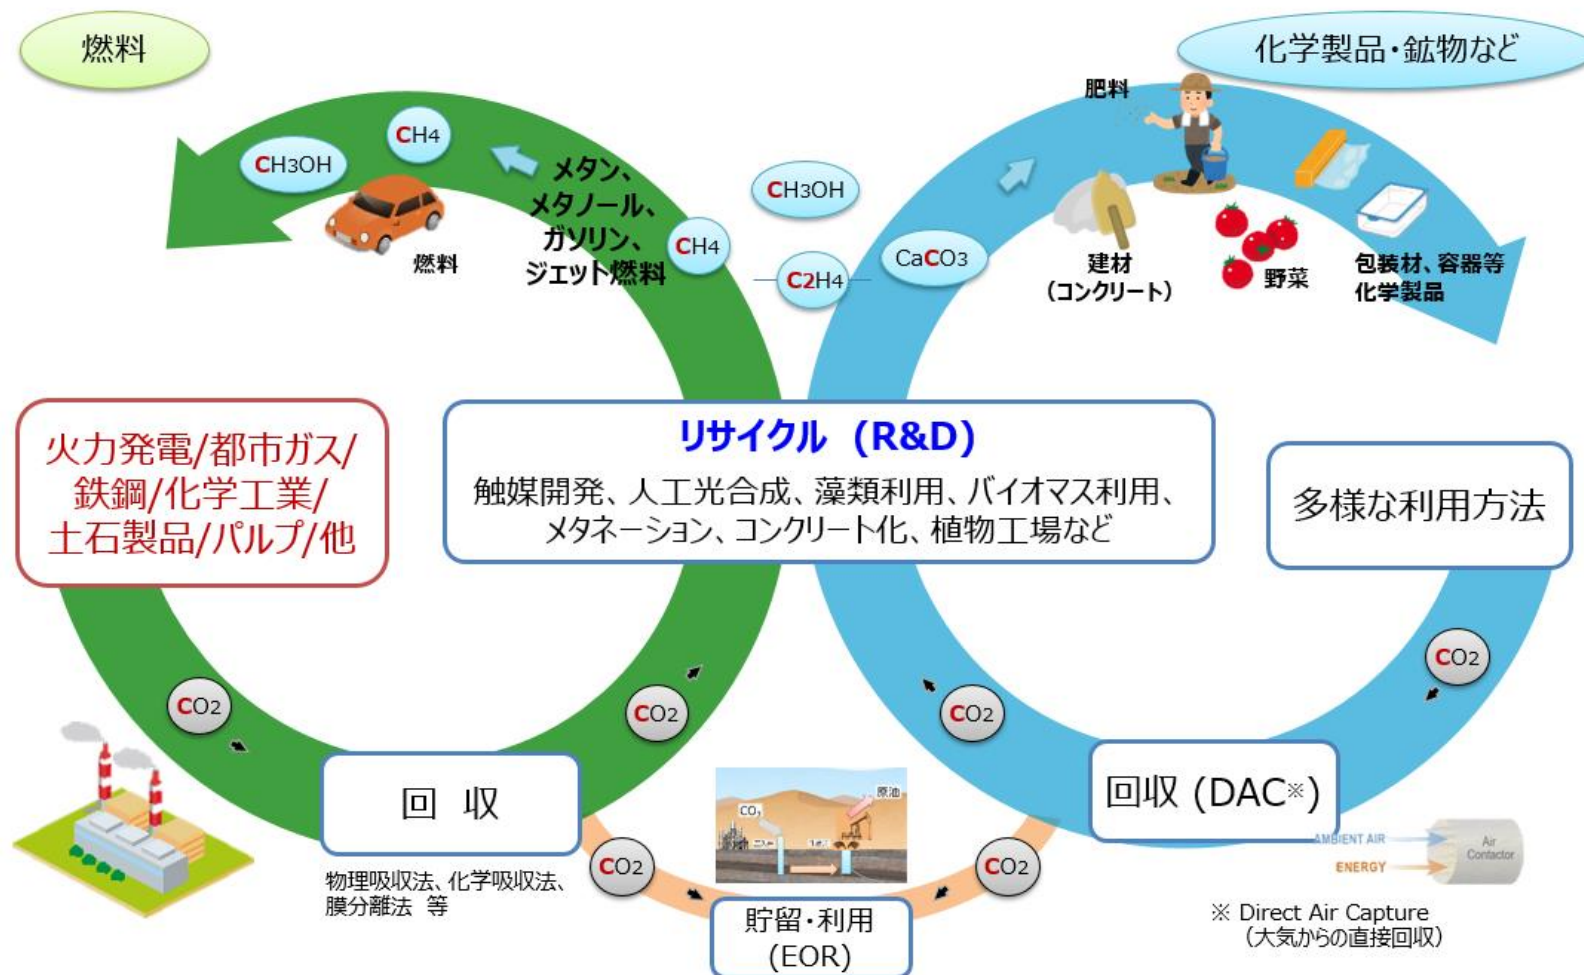 燃料
化学製品・鉱物など
肥料
CH4
CH3OH
メタン、
メタノール、
ガソリン、
ジェット燃料
燃料
CH4
CH3OH
C2H4
CaCO3
建材
（コンクリート）
野菜
包装材、容器等
化学製品
火力発電/都市ガス/
鉄鋼/化学工業/
土石製品/パルプ/他
リサイクル (R&D)
触媒開発、人工光合成、藻類利用、バイオマス利用、
メタネーション、コンクリート化、植物工場など
多様な利用方法
CO2
CO2
CO2
CO2
回 収
物理吸収法、化学吸収法、
膜分離法 等
回収 (DAC※)
CO2
原油
CO2
CO2
貯留・利用
(EOR)
AMBIENT AIR
ENERGY
Air
Contactor
※ Direct Air Capture
（大気からの直接回収）